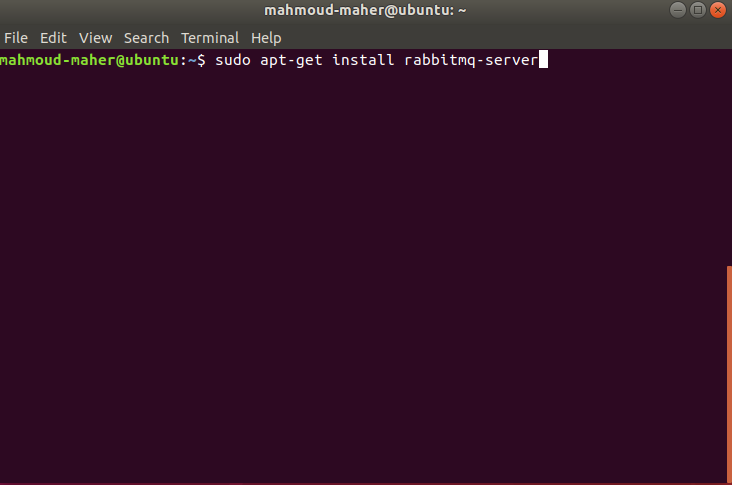 mahmoud-maher@ubuntu: ~
File Edit View Search Terminal Help
mahmoud-maher@ubuntu:~$ sudo apt-get install rabbitmq-server